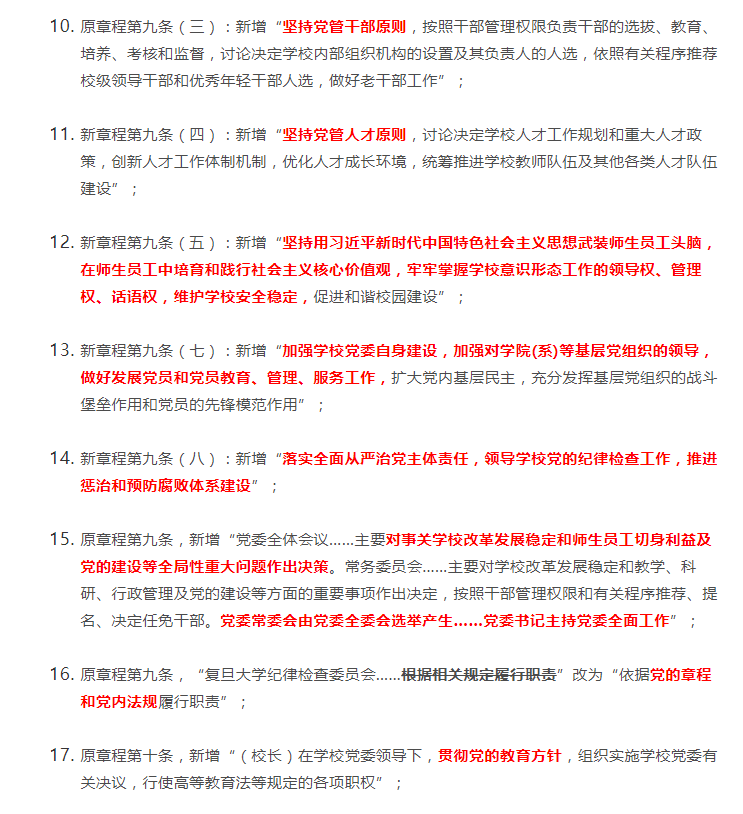 10. 原章程第九条（三）：新增“坚持党管干部原则，按照干部管理权限负责干部的选拔、教育、
培养、考核和监督，讨论决定学校内部组织机构的设置及其负责人的人选，依照有关程序推荐
校级领导干部和优秀年轻干部人选，做好老干部工作”；
11. 新章程第九条（四）：新增“坚持党管人才原则，讨论决定学校人才工作规划和重大人才政
策，创新人才工作体制机制，优化人才成长环境，统筹推进学校教师队伍及其他各类人才队伍
建设”；
12. 新章程第九条（五）：新增“坚持用习近平新时代中国特色社会主义思想武装师生员工头脑，
在师生员工中培育和践行社会主义核心价值观，牢牢掌握学校意识形态工作的领导权、管理
权、话语权，维护学校安全稳定，促进和谐校园建设”；
13. 新章程第九条（七）：新增“加强学校党委自身建设，加强对学院(系)等基层党组织的领导，
做好发展党员和党员教育、管理、服务工作，扩大党内基层民主，充分发挥基层党组织的战斗
堡垒作用和党员的先锋模范作用”；
14. 新章程第九条（八）：新增“落实全面从严治党主体责任，领导学校党的纪律检查工作，推进
惩治和预防腐败体系建设”；
15. 原章程第九条，新增“党委全体会议……主要对事关学校改革发展稳定和师生员工切身利益及
党的建设等全局性重大问题作出决策。常务委员会……主要对学校改革发展稳定和教学、科
研、行政管理及党的建设等方面的重要事项作出决定，按照干部管理权限和有关程序推荐、提
名、决定任免干部。党委常委会由党委全委会选举产生……党委书记主持党委全面工作”；
16. 原章程第九条，“复旦大学纪律检查委员会……根据相关规定履行职责”改为“依据党的章程
和党内法规履行职责”；
17. 原章程第十条，新增“（校长）在学校党委领导下，贯彻党的教育方针，组织实施学校党委有
关决议，行使高等教育法等规定的各项职权”；